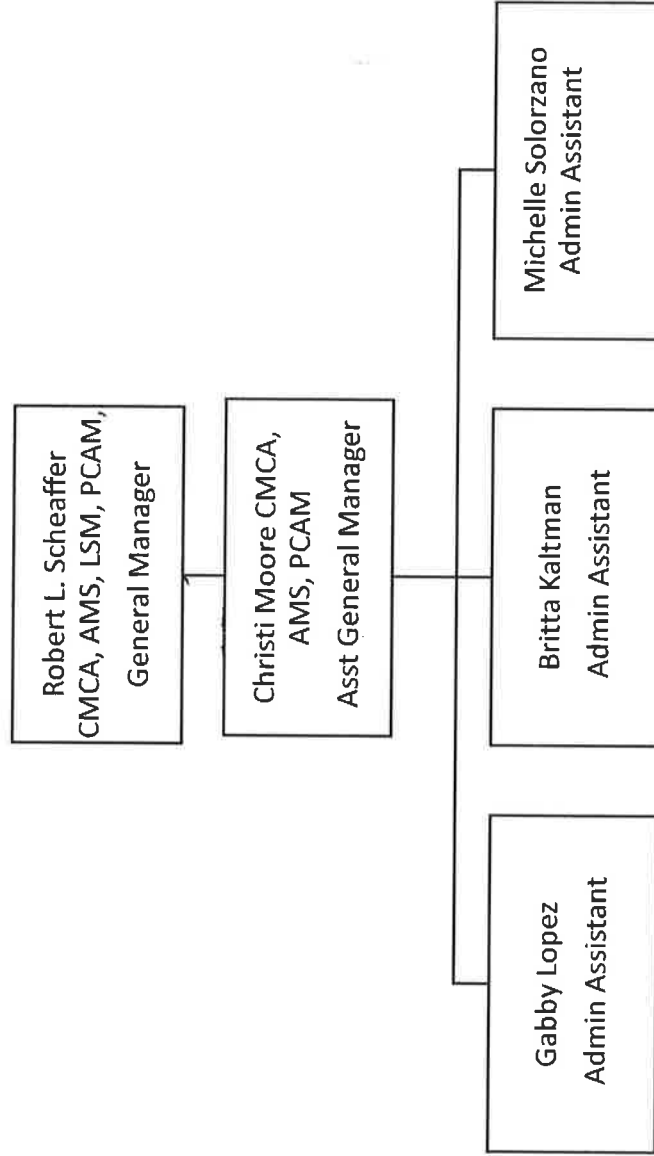 Robert L. Scheaffer
CMCA, AMS, LSM, PCAM,
General Manager
Christi Moore CMCA,
AMS, PCAM
Asst General Manager
Gabby Lopez
Admin Assistant
Britta Kaltman
Admin Assistant
Michelle Solorzano
Admin Assistant